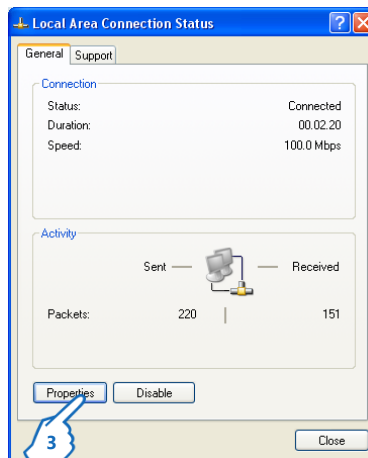 Local Area Connection Status
General Support
Connection
Status: Connected
Duration: 00.02.20
Speed: 100.0 Mbps
Activity
Sent — — Received
Packets: 220 | 151
Properties Disable
3
Close